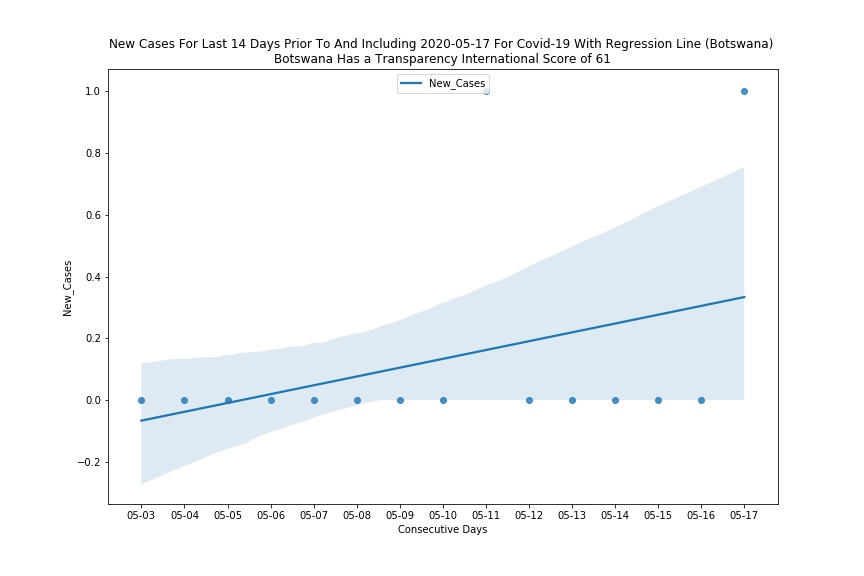 New Cases For Last 14 Days Prior To And Including 2020-05-17 For Covid-19 With Regression Line (Botswana)
Botswana Has a Transparency International Score of 61
New_Cases
1.0
0.8
0.6
0.4
0.2
0.0
−0.2
New_Cases
05-03 05-04 05-05 05-06 05-07 05-08 05-09 05-10 05-11 05-12 05-13 05-14 05-15 05-16 05-17
Consecutive Days